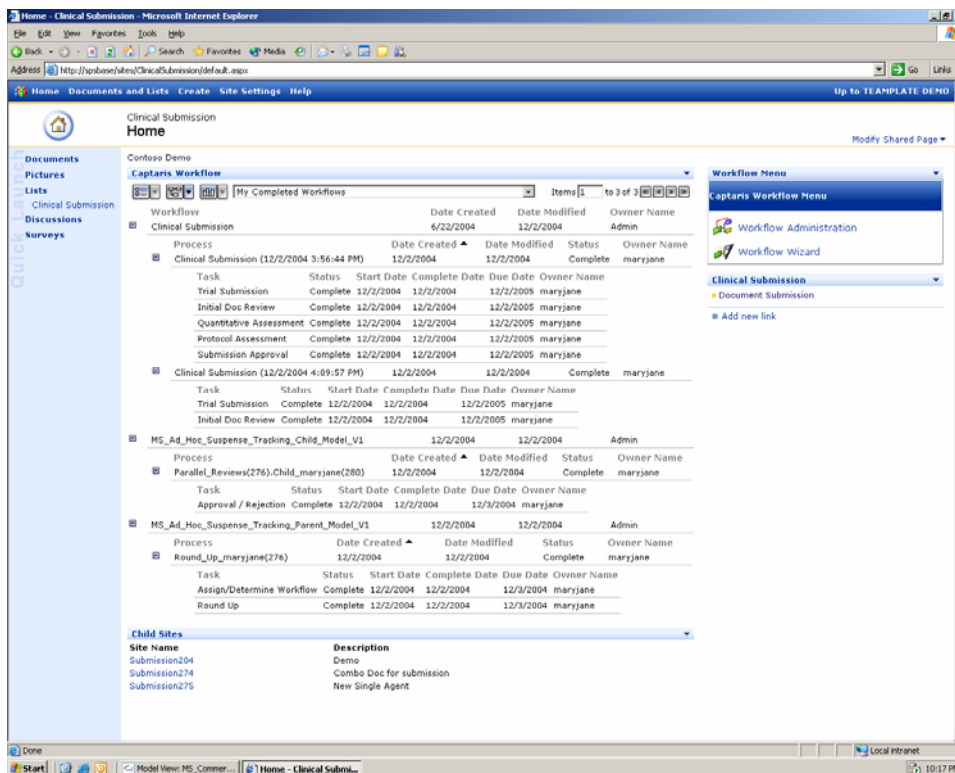 Home - Clinical Submission - Microsoft Internet Explorer
File Edit View Favorites Tools Help
Back Search Favorites Media
Address http://spsbase/sites/ClinicalSubmission/default.aspx Go Links
Home Documents and Lists Create Site Settings Help Up to TEAMPLATE DEMO
Clinical Submission
Home
Modify Shared Page
Quick Launch
Documents
Pictures
Lists
Clinical Submission
Discussions
Surveys
Contoso Demo
Captaris Workflow
My Completed Workflows Items 1 to 3 of 3
Workflow Date Created Date Modified Owner Name
Clinical Submission 6/22/2004 12/2/2004 Admin
Process Date Created Date Modified Status Owner Name
Clinical Submission (12/2/2004 3:56:44 PM) 12/2/2004 12/2/2004 Complete maryjane
Task Status Start Date Complete Date Due Date Owner Name
Trial Submission Complete 12/2/2004 12/2/2004 12/2/2005 maryjane
Initial Doc Review Complete 12/2/2004 12/2/2004 12/2/2005 maryjane
Quantitative Assessment Complete 12/2/2004 12/2/2004 12/2/2005 maryjane
Protocol Assessment Complete 12/2/2004 12/2/2004 12/2/2005 maryjane
Submission Approval Complete 12/2/2004 12/2/2004 12/2/2005 maryjane
Clinical Submission (12/2/2004 4:09:57 PM) 12/2/2004 12/2/2004 Complete maryjane
Task Status Start Date Complete Date Due Date Owner Name
Trial Submission Complete 12/2/2004 12/2/2004 12/2/2005 maryjane
Initial Doc Review Complete 12/2/2004 12/2/2004 12/2/2005 maryjane
MS_Ad_Hoc_Suspense_Tracking_Child_Model_V1 12/2/2004 12/2/2004 Admin
Process Date Created Date Modified Status Owner Name
Parallel_Reviews(276).Child_maryjane(280) 12/2/2004 12/2/2004 Complete maryjane
Task Status Start Date Complete Date Due Date Owner Name
Approval / Rejection Complete 12/2/2004 12/2/2004 12/3/2004 maryjane
MS_Ad_Hoc_Suspense_Tracking_Parent_Model_V1 12/2/2004 12/2/2004 Admin
Process Date Created Date Modified Status Owner Name
Round_Up_maryjane(276) 12/2/2004 12/2/2004 Complete maryjane
Task Status Start Date Complete Date Due Date Owner Name
Assign/Determine Workflow Complete 12/2/2004 12/2/2004 12/3/2004 maryjane
Round Up Complete 12/2/2004 12/2/2004 12/3/2004 maryjane
Child Sites
Site Name Description
Submission204 Demo
Submission274 Combo Doc for submission
Submission275 New Single Agent
Workflow Menu
Captaris Workflow Menu
Workflow Administration
Workflow Wizard
Clinical Submission
Document Submission
Add new link
Done Local intranet
Start Model View: MS_Commer... Home - Clinical Submi... 10:17 PM